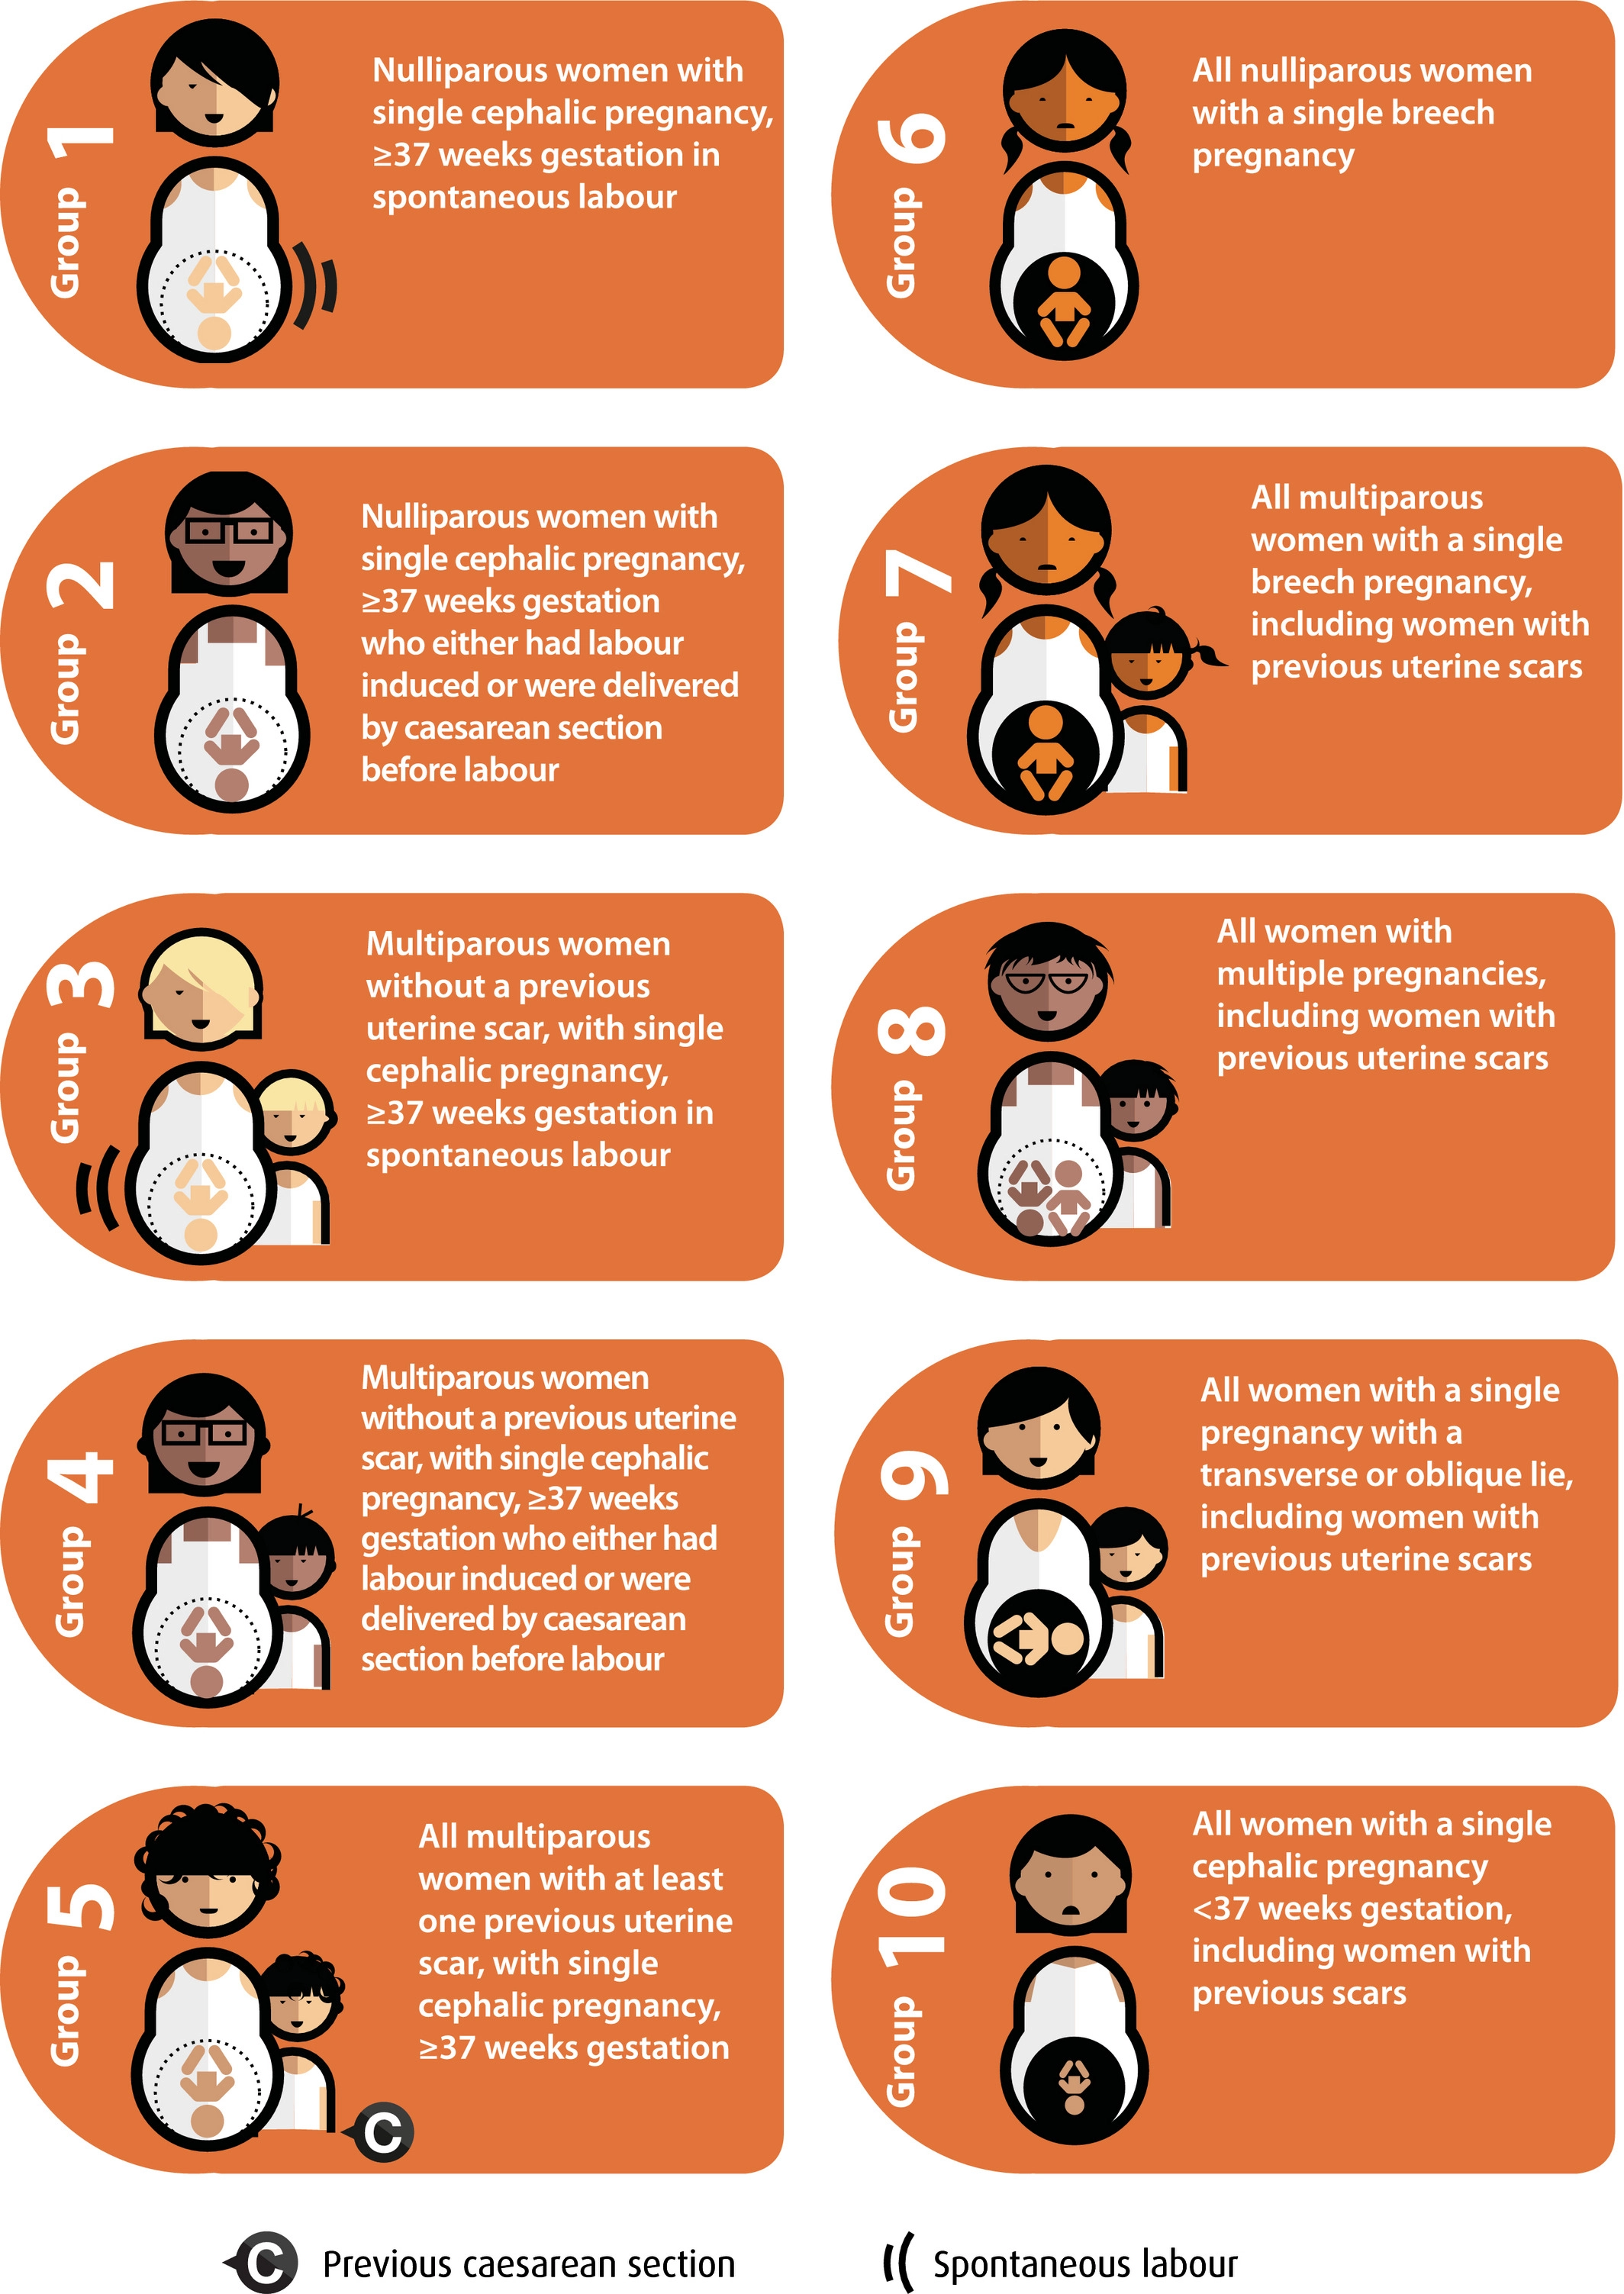 Group 1
Nulliparous women with
single cephalic pregnancy,
≥37 weeks gestation in
spontaneous labour
Group 2
Nulliparous women with
single cephalic pregnancy,
≥37 weeks gestation
who either had labour
induced or were delivered
by caesarean section
before labour
Group 3
Multiparous women
without a previous
uterine scar, with single
cephalic pregnancy,
≥37 weeks gestation in
spontaneous labour
Group 4
Multiparous women
without a previous uterine
scar, with single cephalic
pregnancy, ≥37 weeks
gestation who either had
labour induced or were
delivered by caesarean
section before labour
Group 5
All multiparous
women with at least
one previous uterine
scar, with single
cephalic pregnancy,
≥37 weeks gestation
C
Group 6
All nulliparous women
with a single breech
pregnancy
Group 7
All multiparous
women with a single
breech pregnancy,
including women with
previous uterine scars
Group 8
All women with
multiple pregnancies,
including women with
previous uterine scars
Group 9
All women with a single
pregnancy with a
transverse or oblique lie,
including women with
previous uterine scars
Group 10
All women with a single
cephalic pregnancy
<37 weeks gestation,
including women with
previous scars
C Previous caesarean section
Spontaneous labour